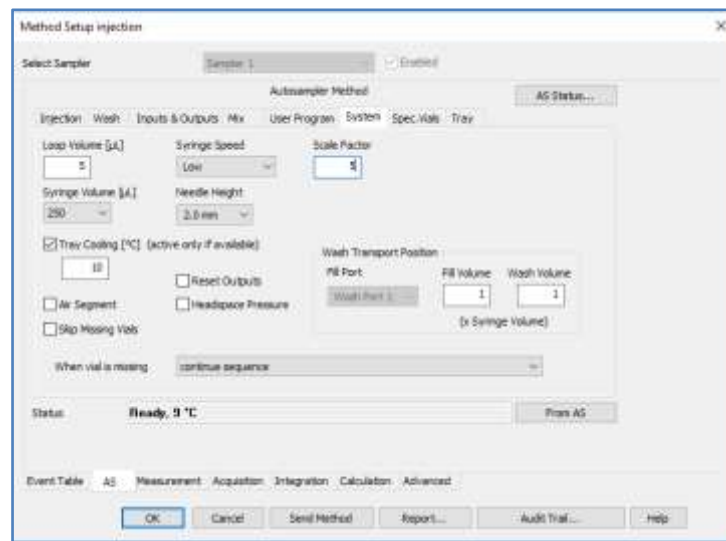 Method Setup injection
Select Sampler Sampler 1 Enabled
Autosampler Method AS Status...
Injection Wash Inputs & Outputs Mix User Program System Spec.Vials Tray
Loop Volume [µL] Syringe Speed Scale Factor
5 Low 5
Syringe Volume [µL] Needle Height
250 2.0 mm
Tray Cooling [°C] (active only if available)
10
Wash Transport Position
Reset Outputs Fill Port Fill Volume Wash Volume
Air Segment Headspace Pressure Wash Port 1 1 1
Skip Missing Vials (x Syringe Volume)
When vial is missing continue sequence
Status Ready, 9 °C From AS
Event Table AS Measurement Acquisition Integration Calculation Advanced
OK Cancel Send Method Report... Audit Trail... Help